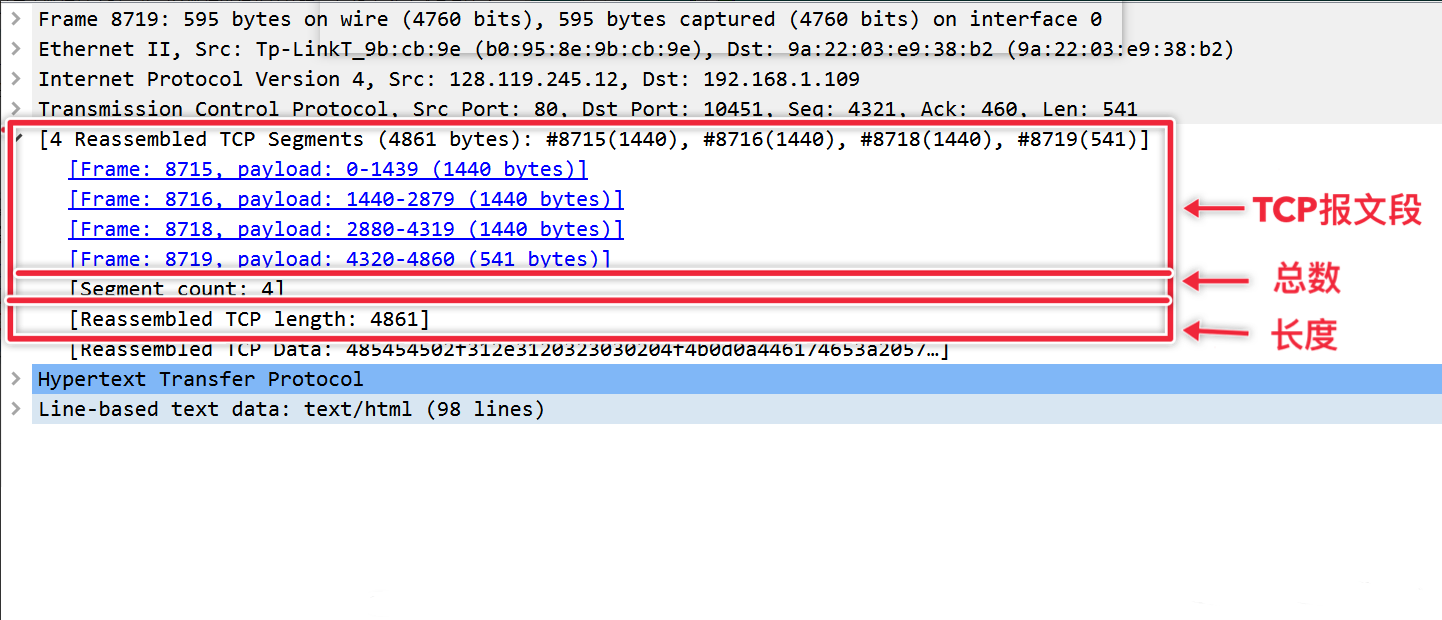 Frame 8719: 595 bytes on wire (4760 bits), 595 bytes captured (4760 bits) on interface 0
Ethernet II, Src: Tp-LinkT_9b:cb:9e (b0:95:8e:9b:cb:9e), Dst: 9a:22:03:e9:38:b2 (9a:22:03:e9:38:b2)
Internet Protocol Version 4, Src: 128.119.245.12, Dst: 192.168.1.109
Transmission Control Protocol, Src Port: 80, Dst Port: 10451, Seq: 4321, Ack: 460, Len: 541
[4 Reassembled TCP Segments (4861 bytes): #8715(1440), #8716(1440), #8718(1440), #8719(541)]
[Frame: 8715, payload: 0-1439 (1440 bytes)]
[Frame: 8716, payload: 1440-2879 (1440 bytes)]
TCP报文段
[Frame: 8718, payload: 2880-4319 (1440 bytes)]
[Frame: 8719, payload: 4320-4860 (541 bytes)]
[Segment count: 4]
总数
[Reassembled TCP length: 4861]
长度
[Reassembled TCP Data: 485454502f312e3120323030204f4b0d0a446174653a2057…]
Hypertext Transfer Protocol
Line-based text data: text/html (98 lines)